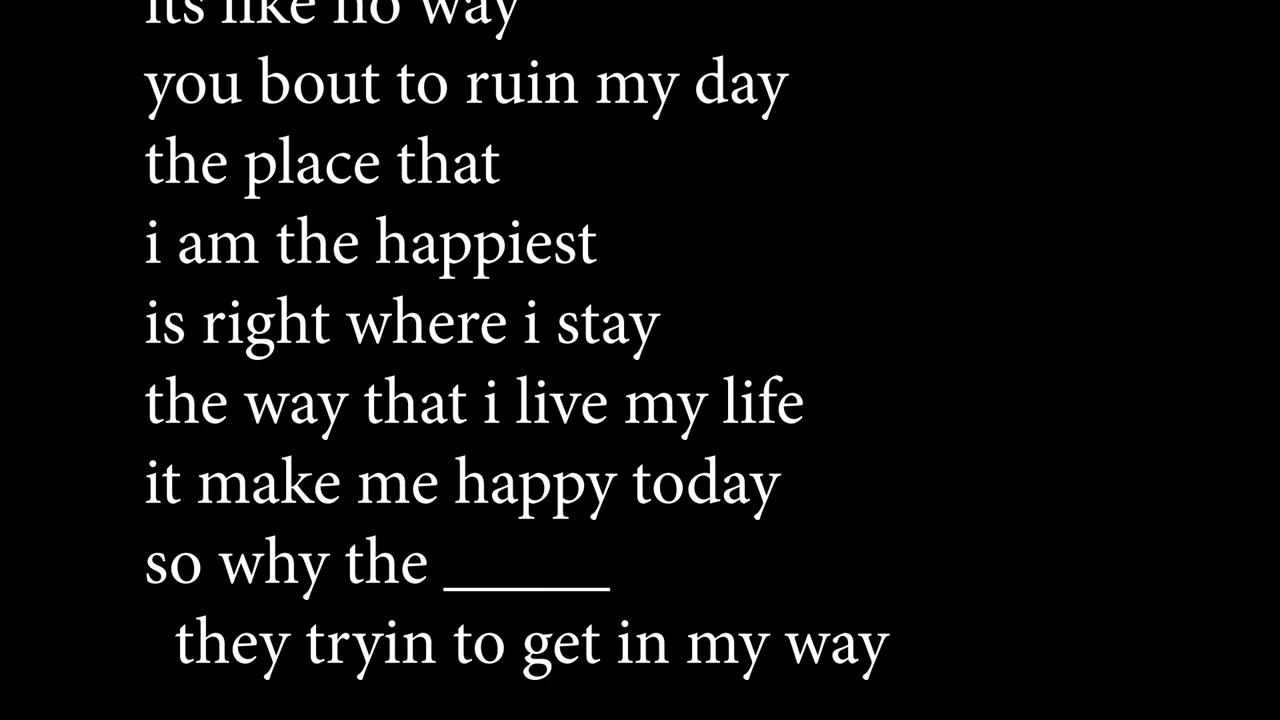 its like no way
you bout to ruin my day
the place that
i am the happiest
is right where i stay
the way that i live my life
it make me happy today
so why the ______
they tryin to get in my way